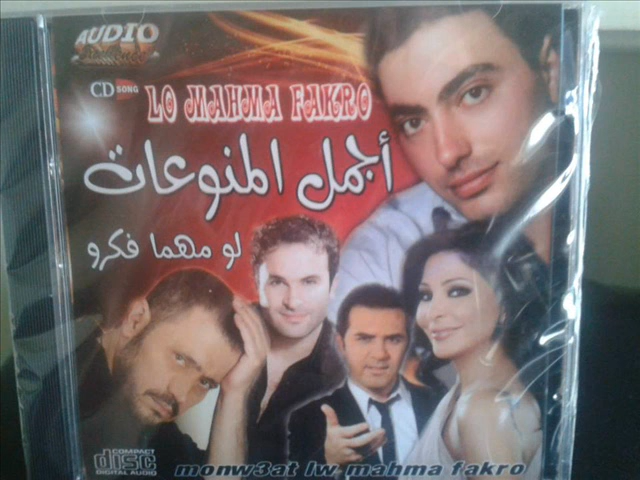 AUDIO
CD SONG
LO MAHMA FAKRO
أجمل المنوعات
لو مهما فكرو
COMPACT
disc
DIGITAL AUDIO
monw3at lw mahma fakro